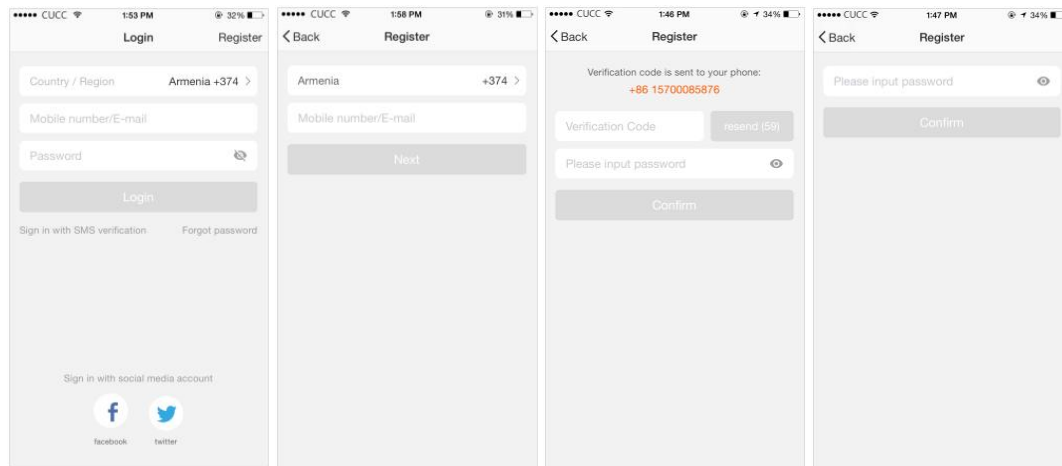 CUCC 1:53 PM 32%
Login Register
Country / Region Armenia +374
Mobile number/E-mail
Password
Login
Sign in with SMS verification Forgot password
Sign in with social media account
facebook twitter
CUCC 1:58 PM 31%
Back Register
Armenia +374
Mobile number/E-mail
Next
CUCC 1:46 PM 34%
Back Register
Verification code is sent to your phone:
+86 15700085876
Verification Code resend (59)
Please input password
Confirm
CUCC 1:47 PM 34%
Back Register
Please input password
Confirm